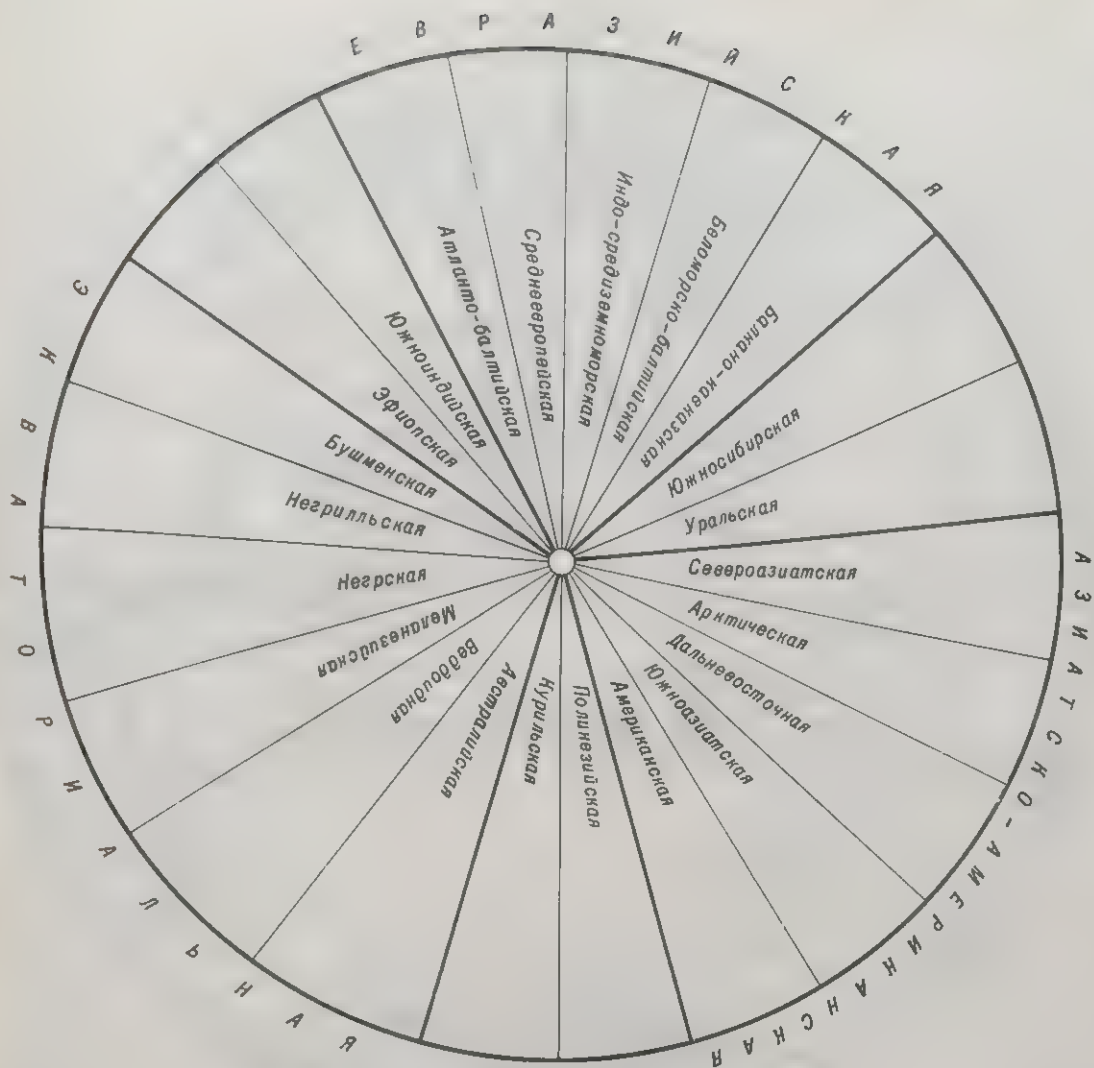 ЕВРАЗИЙСКАЯ
Атланто-балтийская
Среднеевропейская
Индо-средиземноморская
Беломорско-балтийская
Балкано-кавказская
Южносибирская
Уральская
АЗИАТСКО-АМЕРИКАНСКАЯ
Североазиатская
Арктическая
Дальневосточная
Южноазиатская
Американская
Полинезийская
Курильская
ЭКВАТОРИАЛЬНАЯ
Австралийская
Веддоидная
Меланезийская
Негрская
Негрилльская
Бушменская
Эфиопская
Южноиндийская